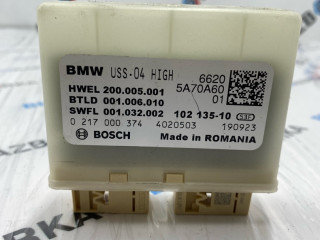 BMW USS-04 HIGH 6620
HWEL 200.005.001 5A70A60
BTLD 001.006.010 01
SWFL 001.032.002 102 135-10
0 217 000 374 4020503 190923
BOSCH Made in ROMANIA